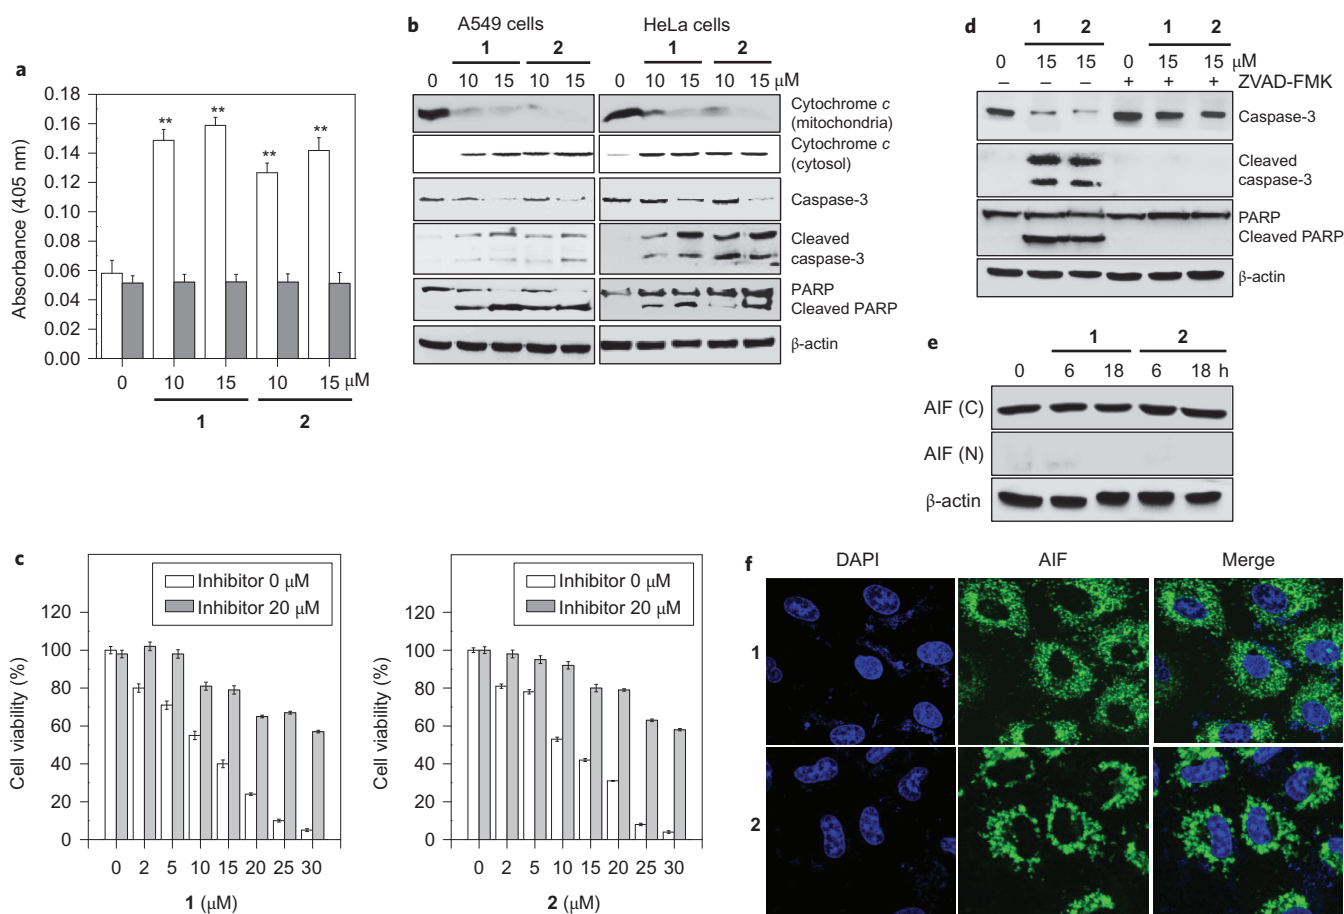 a
Absorbance (405 nm)
0.18
0.16
0.14
0.12
0.10
0.08
0.06
0.04
0.02
0.00
** ** ** **
0 10 15 10 15 μM
1 2
b
A549 cells HeLa cells
1 2 1 2
0 10 15 10 15 μM 0 10 15 10 15 μM
Cytochrome c
(mitochondria)
Cytochrome c
(cytosol)
Caspase-3
Cleaved
caspase-3
PARP
Cleaved PARP
β-actin
c
Inhibitor 0 μM
Inhibitor 20 μM
Cell viability (%)
120
100
80
60
40
20
0
0 2 5 10 15 20 25 30
1 (μM)
Inhibitor 0 μM
Inhibitor 20 μM
Cell viability (%)
120
100
80
60
40
20
0
0 2 5 10 15 20 25 30
2 (μM)
d
1 2 1 2
0 15 15 0 15 15 μM
– – – + + + ZVAD-FMK
Caspase-3
Cleaved
caspase-3
PARP
Cleaved PARP
β-actin
e
1 2
0 6 18 6 18 h
AIF (C)
AIF (N)
β-actin
f
DAPI AIF Merge
1
2